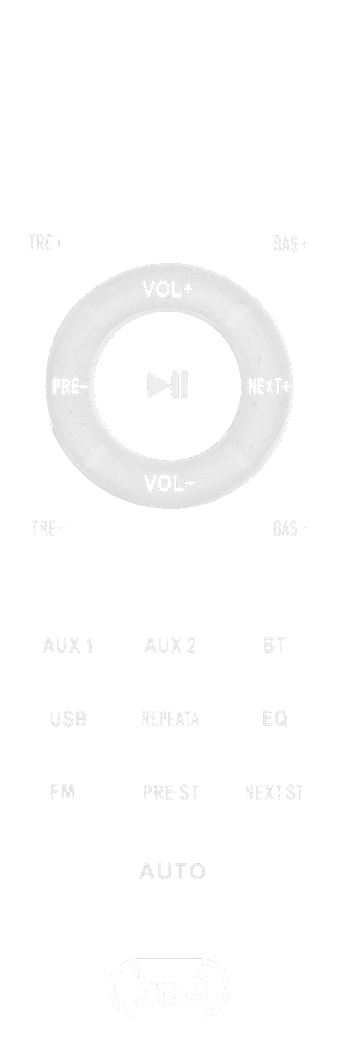 TRE+ BAS+
VOL+
PRE- NEXT+
VOL-
TRE- BAS-
AUX 1 AUX 2 BT
USB REPEATA EQ
FM PRE ST NEXT ST
AUTO